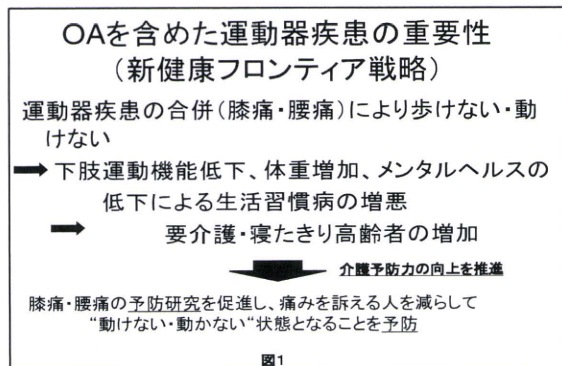 OAを含めた運動器疾患の重要性
（新健康フロンティア戦略）
運動器疾患の合併（膝痛・腰痛）により歩けない・動
けない
➡下肢運動機能低下、体重増加、メンタルヘルスの
低下による生活習慣病の増悪
➡ 要介護・寝たきり高齢者の増加
介護予防力の向上を推進
膝痛・腰痛の予防研究を促進し、痛みを訴える人を減らして
“動けない・動かない“状態となることを予防
図1